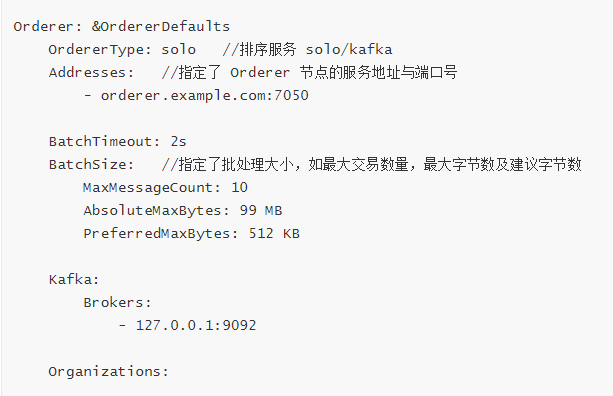 Orderer: &OrdererDefaults
OrdererType: solo //排序服务 solo/kafka
Addresses: //指定了 Orderer 节点的服务地址与端口号
- orderer.example.com:7050
BatchTimeout: 2s
BatchSize: //指定了批处理大小，如最大交易数量，最大字节数及建议字节数
MaxMessageCount: 10
AbsoluteMaxBytes: 99 MB
PreferredMaxBytes: 512 KB
Kafka:
Brokers:
- 127.0.0.1:9092
Organizations: